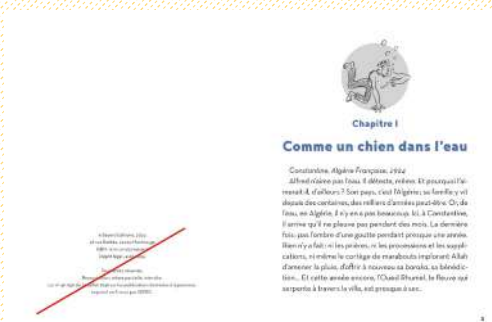 Chapitre I
Comme un chien dans l'eau
Constantine, Algérie Française, 1924
Alfred n'aime pas l'eau. Il déteste, même. Et pourquoi l'ai-
merait-il, d'ailleurs ? Son pays, c'est l'Algérie ; sa famille y vit
depuis des centaines, des milliers d'années peut-être. Or, de
l'eau, en Algérie, il n'y en a pas beaucoup. Ici, à Constantine,
il arrive qu'il ne pleuve pas pendant des mois. La dernière
fois, pas l'ombre d'une goutte pendant presque une année.
Rien n'y a fait : ni les prières, ni les processions et les suppli-
cations, ni même le cortège de marabouts implorant Allah
d'amener la pluie, d'offrir à nouveau sa baraka, sa bénédic-
tion... Et cette année encore, l'Oued Rhumel, le fleuve qui
serpente à travers la ville, est presque à sec.